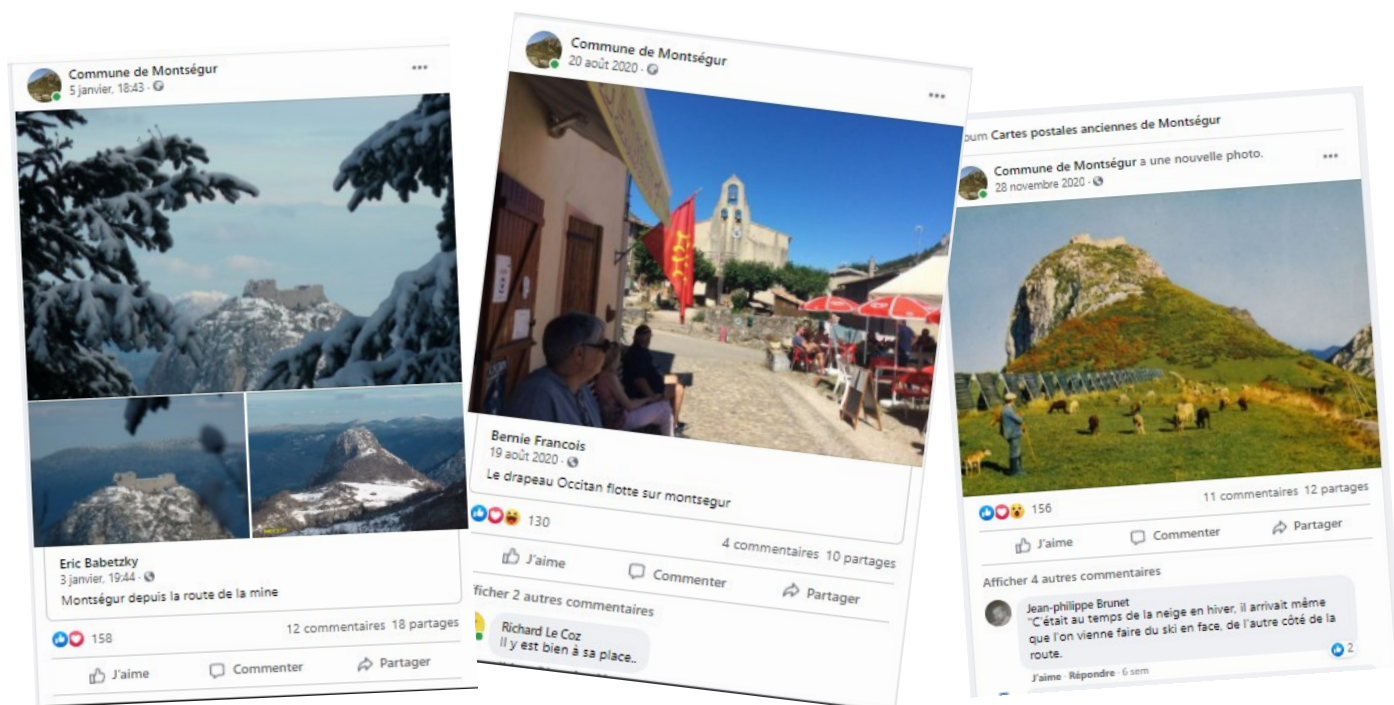 Commune de Montségur
5 janvier, 18:43 ·
Eric Babetzky
3 janvier, 19:44 ·
Montségur depuis la route de la mine
158
12 commentaires 18 partages
J'aime
Commenter
Partager
Commune de Montségur
20 août 2020 ·
Bernie Francois
19 août 2020 ·
Le drapeau Occitan flotte sur montsegur
130
4 commentaires 10 partages
J'aime
Commenter
Partager
fficher 2 autres commentaires
Richard Le Coz
Il y est bien à sa place..
bum Cartes postales anciennes de Montségur
Commune de Montségur a une nouvelle photo.
28 novembre 2020 ·
156
11 commentaires 12 partages
J'aime
Commenter
Partager
Afficher 4 autres commentaires
Jean-philippe Brunet
"C'était au temps de la neige en hiver, il arrivait même
que l'on vienne faire du ski en face, de l'autre côté de la
route.
2
J'aime · Répondre · 6 sem